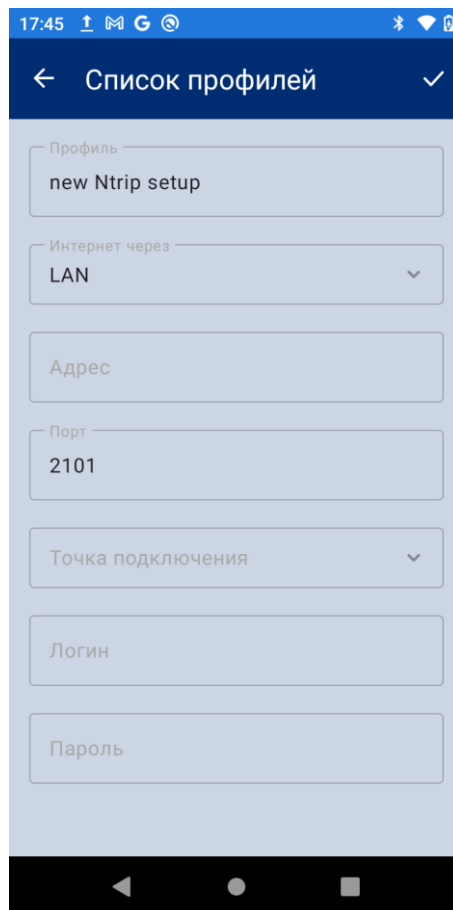 17:45
Список профилей
Профиль
new Ntrip setup
Интернет через
LAN
Адрес
Порт
2101
Точка подключения
Логин
Пароль